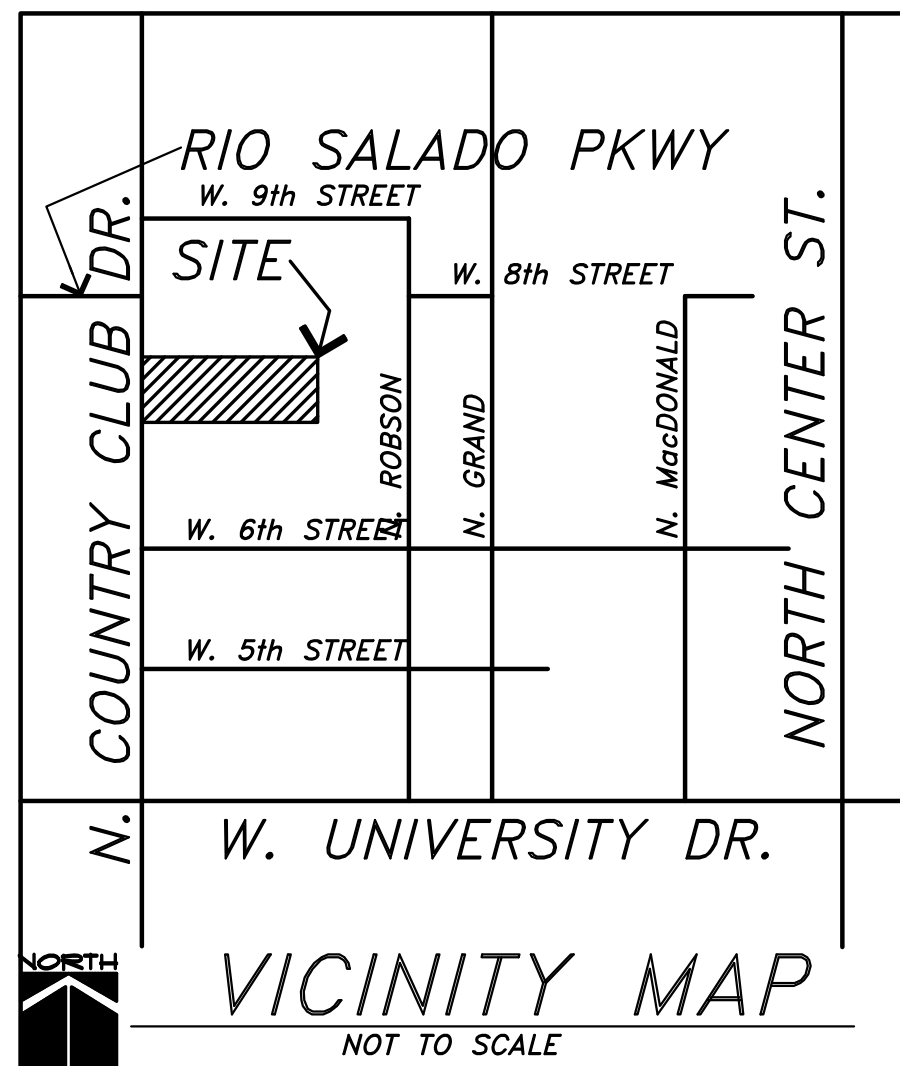 RIO SALADO PKWY
W. 9th STREET
SITE
W. 8th STREET
N. COUNTRY CLUB DR.
N. ROBSON
N. GRAND
N. MacDONALD
NORTH CENTER ST.
W. 6th STREET
W. 5th STREET
W. UNIVERSITY DR.
NORTH
VICINITY MAP
NOT TO SCALE